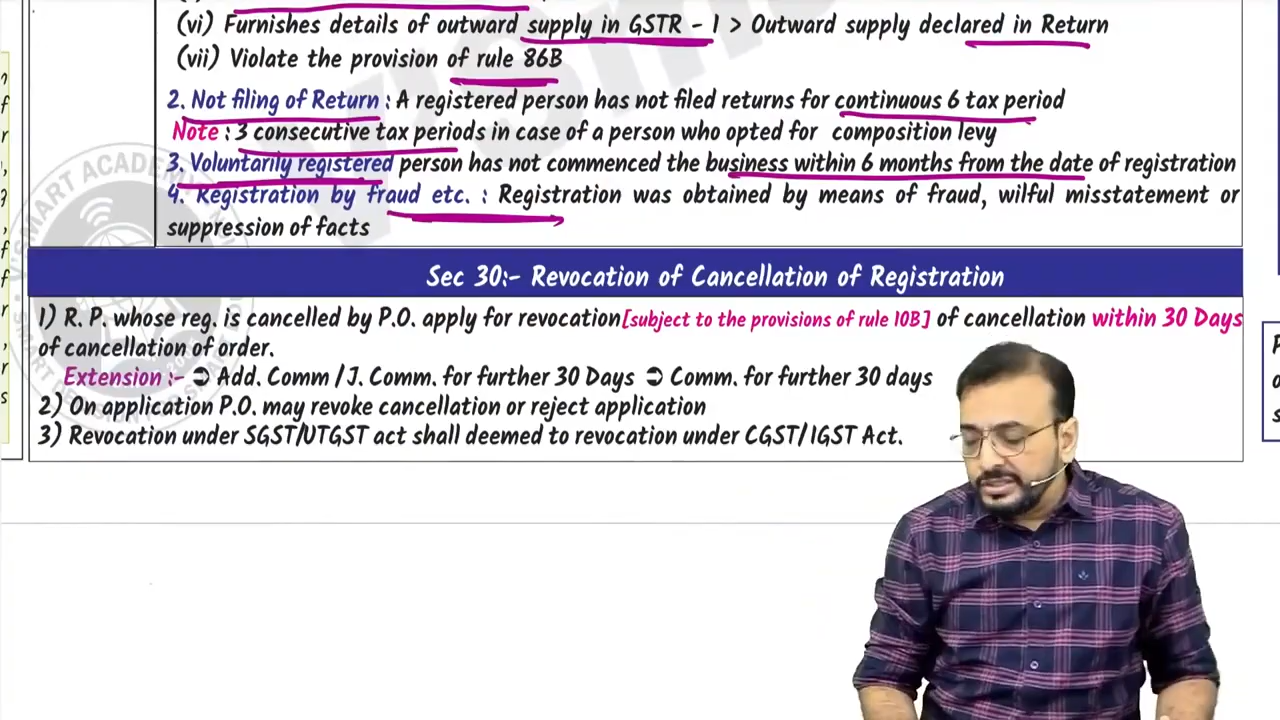 (vi) Furnishes details of outward supply in GSTR - 1 > Outward supply declared in Return
(vii) Violate the provision of rule 86B
2. Not filing of Return : A registered person has not filed returns for continuous 6 tax period
Note : 3 consecutive tax periods in case of a person who opted for composition levy
3. Voluntarily registered person has not commenced the business within 6 months from the date of registration
4. Registration by fraud etc. : Registration was obtained by means of fraud, wilful misstatement or
suppression of facts
Sec 30:- Revocation of Cancellation of Registration
1) R. P. whose reg. is cancelled by P.O. apply for revocation[subject to the provisions of rule 10B] of cancellation within 30 Days
of cancellation of order.
Extension :- ➲ Add. Comm / J. Comm. for further 30 Days ➲ Comm. for further 30 days
2) On application P.O. may revoke cancellation or reject application
3) Revocation under SGST/UTGST act shall deemed to revocation under CGST/IGST Act.